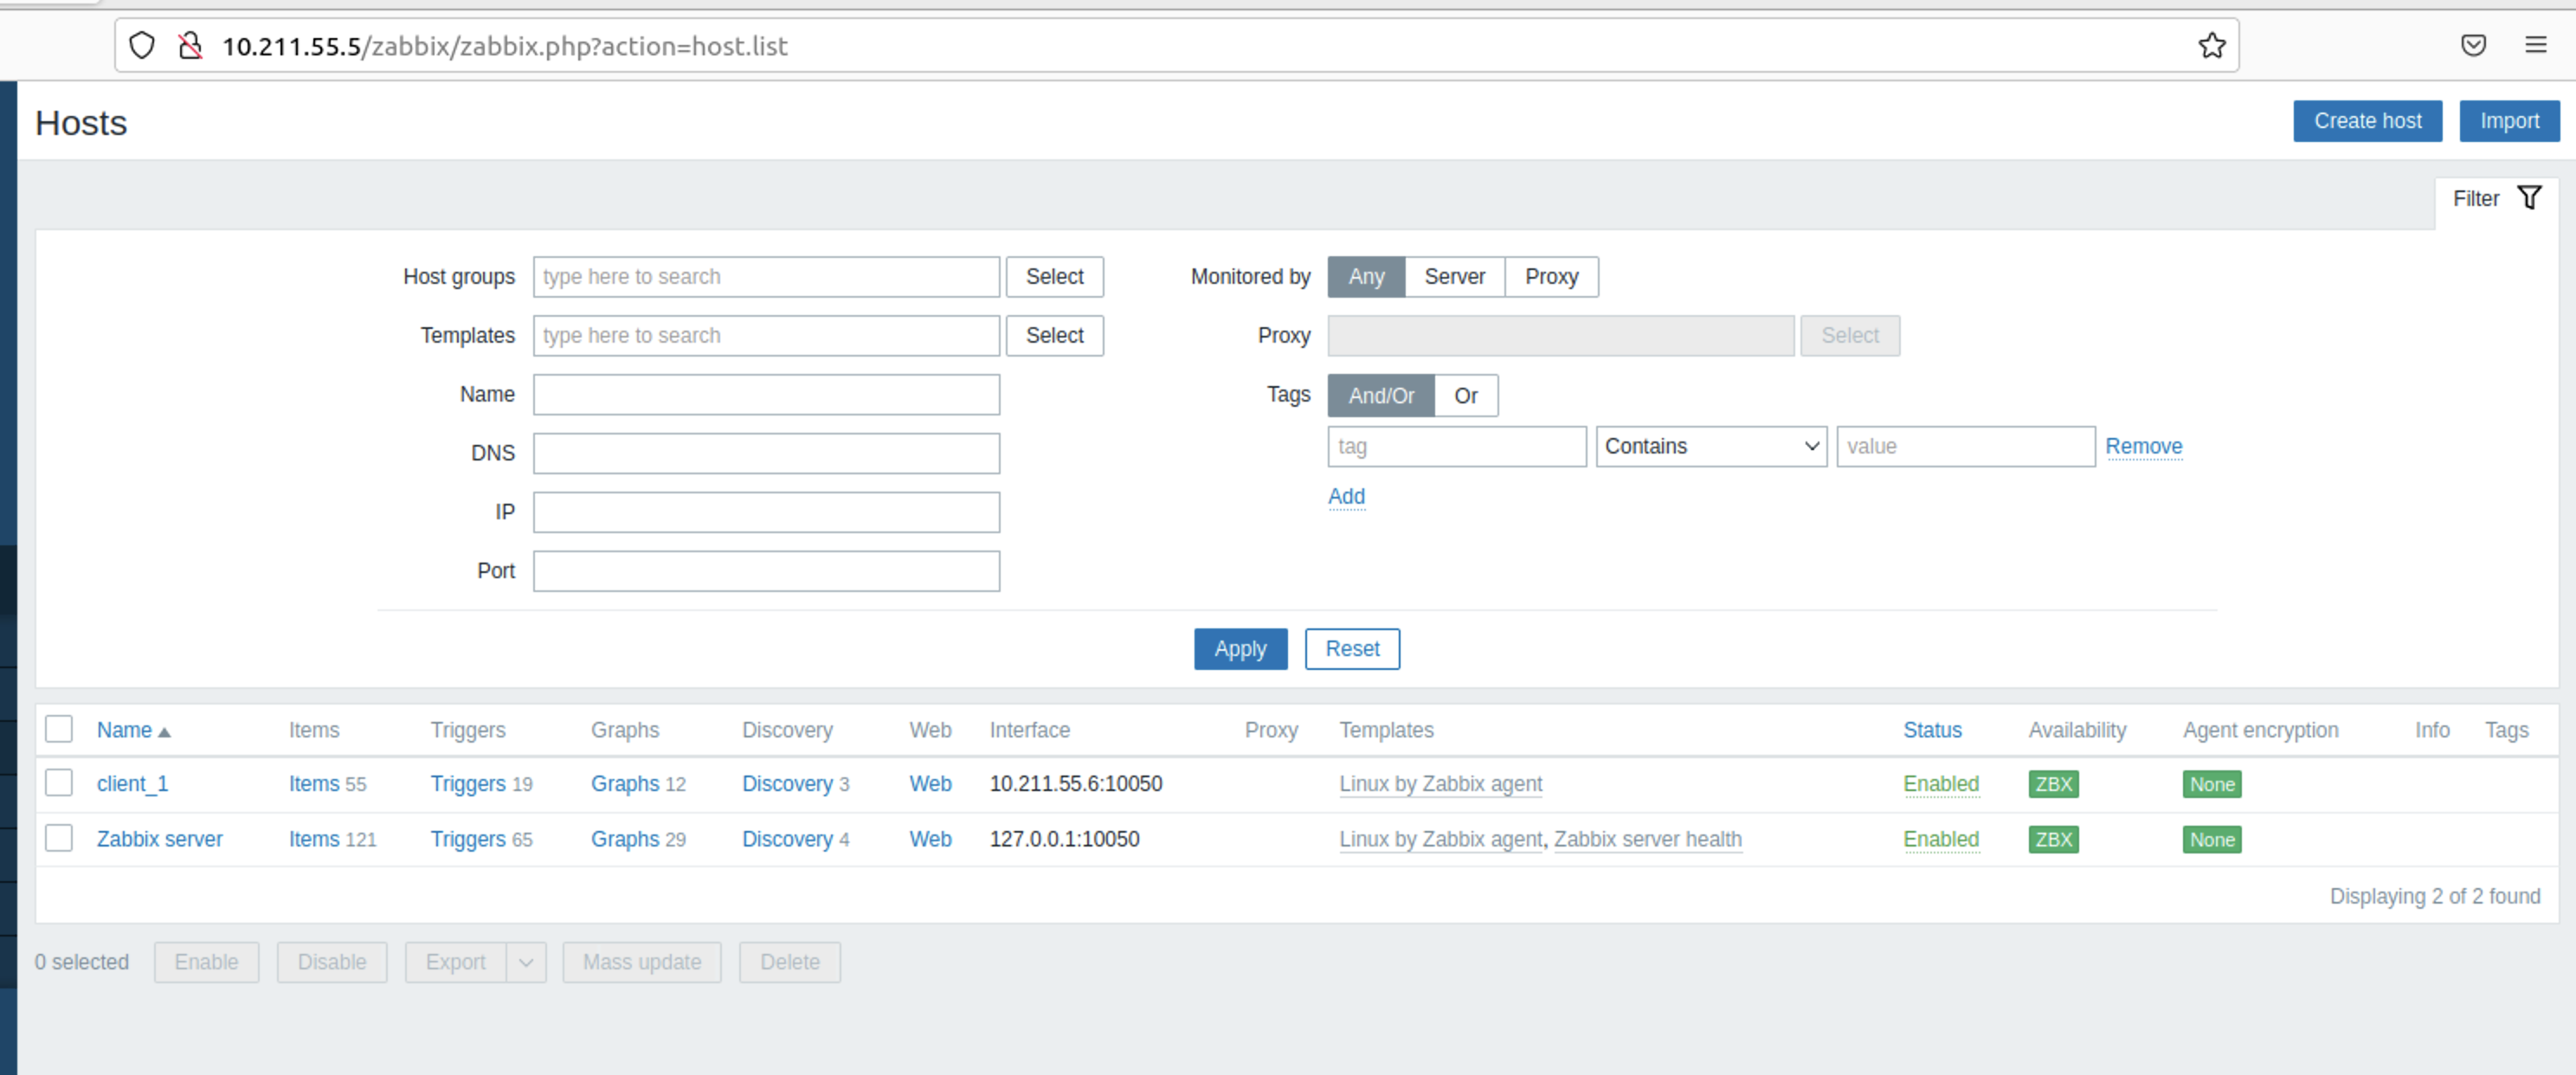 10.211.55.5/zabbix/zabbix.php?action=host.list
Hosts Create host Import
Filter
Host groups type here to search Select Monitored by Any Server Proxy
Templates type here to search Select Proxy Select
Name Tags And/Or Or
DNS tag Contains value Remove
IP Add
Port
Apply Reset
Name Items Triggers Graphs Discovery Web Interface Proxy Templates Status Availability Agent encryption Info Tags
client_1 Items 55 Triggers 19 Graphs 12 Discovery 3 Web 10.211.55.6:10050 Linux by Zabbix agent Enabled ZBX None
Zabbix server Items 121 Triggers 65 Graphs 29 Discovery 4 Web 127.0.0.1:10050 Linux by Zabbix agent, Zabbix server health Enabled ZBX None
Displaying 2 of 2 found
0 selected Enable Disable Export Mass update Delete